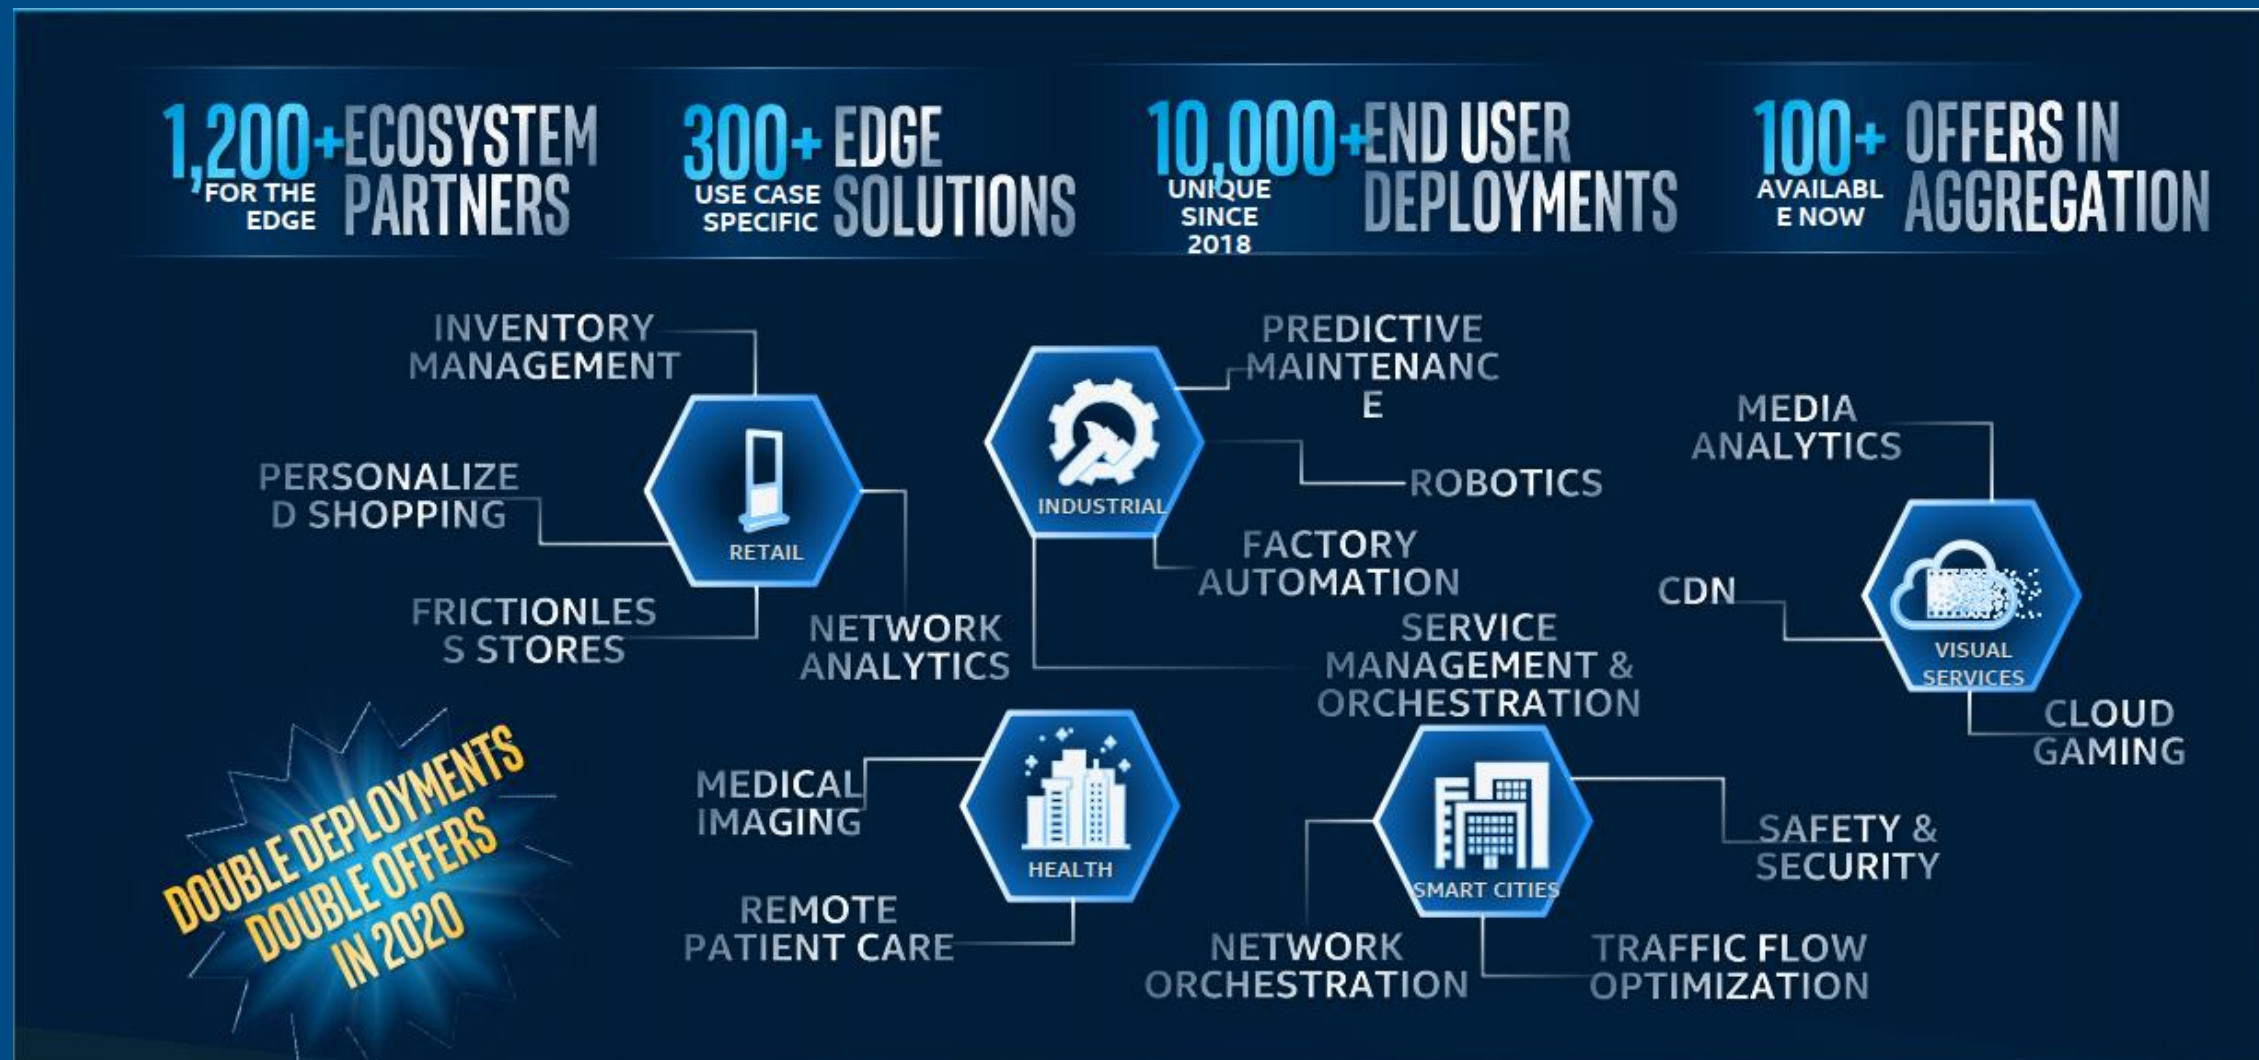 1,200+
FOR THE
EDGE
ECOSYSTEM
PARTNERS
300+
USE CASE
SPECIFIC
EDGE
SOLUTIONS
10,000+
UNIQUE
SINCE
2018
END USER
DEPLOYMENTS
100+
AVAILABL
E NOW
OFFERS IN
AGGREGATION
INVENTORY
MANAGEMENT
PERSONALIZE
D SHOPPING
FRICTIONLES
S STORES
RETAIL
NETWORK
ANALYTICS
INDUSTRIAL
PREDICTIVE
MAINTENANC
E
ROBOTICS
FACTORY
AUTOMATION
SERVICE
MANAGEMENT &
ORCHESTRATION
MEDIA
ANALYTICS
CDN
VISUAL
SERVICES
CLOUD
GAMING
DOUBLE DEPLOYMENTS
DOUBLE OFFERS
IN 2020
MEDICAL
IMAGING
HEALTH
REMOTE
PATIENT CARE
SMART CITIES
SAFETY &
SECURITY
NETWORK
ORCHESTRATION
TRAFFIC FLOW
OPTIMIZATION